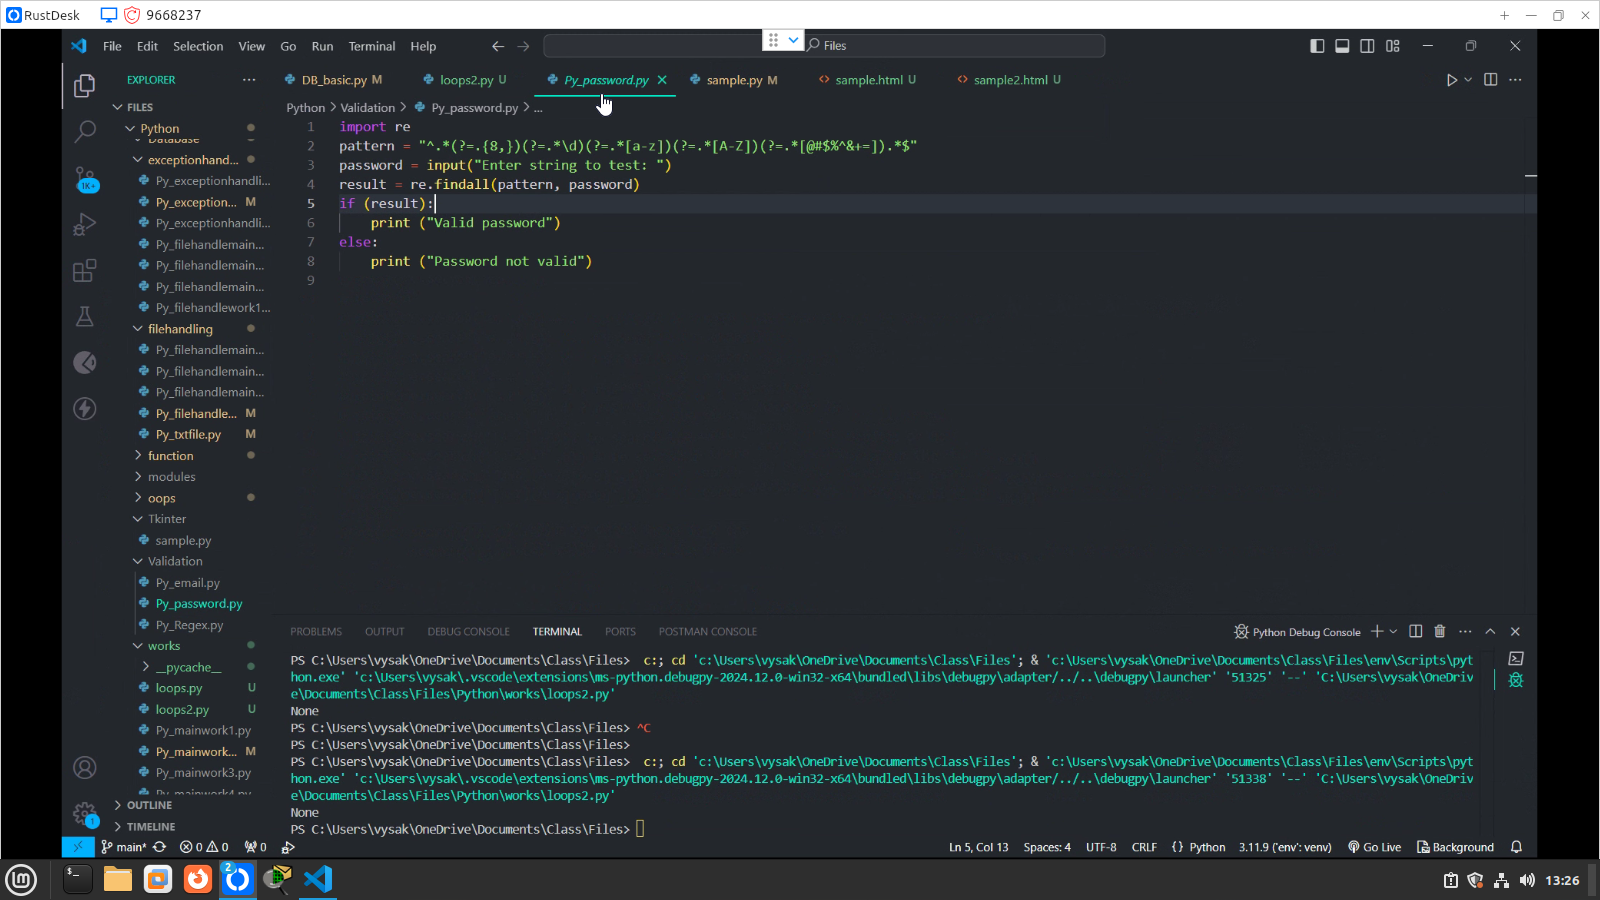 RustDesk 9668237
File Edit Selection View Go Run Terminal Help Files
EXPLORER
FILES
Python
Database
exceptionhand...
Py_exceptionhandli...
Py_exception... M
Py_exceptionhandli...
Py_filehandlemain...
Py_filehandlemain...
Py_filehandlemain...
Py_filehandlework1...
filehandling
Py_filehandlemain...
Py_filehandlemain...
Py_filehandlemain...
Py_filehandle... M
Py_txtfile.py M
function
modules
oops
Tkinter
sample.py
Validation
Py_email.py
Py_password.py
Py_Regex.py
works
__pycache__
loops.py U
loops2.py U
Py_mainwork1.py
Py_mainwork... M
Py_mainwork3.py
Py_mainwork4.py
OUTLINE
TIMELINE
1K+
1
DB_basic.py M loops2.py U Py_password.py sample.py M sample.html U sample2.html U
Python > Validation > Py_password.py > ...
1 import re
2 pattern = "^.*(?=.{8,})(?=.*\d)(?=.*[a-z])(?=.*[A-Z])(?=.*[@#$%^&+=]).*$"
3 password = input("Enter string to test: ")
4 result = re.findall(pattern, password)
5 if (result):
6 print ("Valid password")
7 else:
8 print ("Password not valid")
9
PROBLEMS OUTPUT DEBUG CONSOLE TERMINAL PORTS POSTMAN CONSOLE Python Debug Console
PS C:\Users\vysak\OneDrive\Documents\Class\Files> c:; cd 'c:\Users\vysak\OneDrive\Documents\Class\Files'; & 'c:\Users\vysak\OneDrive\Documents\Class\Files\env\Scripts\pyt
hon.exe' 'c:\Users\vysak\.vscode\extensions\ms-python.debugpy-2024.12.0-win32-x64\bundled\libs\debugpy\adapter/../..\debugpy\launcher' '51325' '--' 'C:\Users\vysak\OneDriv
e\Documents\Class\Files\Python\works\loops2.py'
None
PS C:\Users\vysak\OneDrive\Documents\Class\Files> ^C
PS C:\Users\vysak\OneDrive\Documents\Class\Files>
PS C:\Users\vysak\OneDrive\Documents\Class\Files> c:; cd 'c:\Users\vysak\OneDrive\Documents\Class\Files'; & 'c:\Users\vysak\OneDrive\Documents\Class\Files\env\Scripts\pyt
hon.exe' 'c:\Users\vysak\.vscode\extensions\ms-python.debugpy-2024.12.0-win32-x64\bundled\libs\debugpy\adapter/../..\debugpy\launcher' '51338' '--' 'C:\Users\vysak\OneDriv
e\Documents\Class\Files\Python\works\loops2.py'
None
PS C:\Users\vysak\OneDrive\Documents\Class\Files>
main* 0 0 0 Ln 5, Col 13 Spaces: 4 UTF-8 CRLF {} Python 3.11.9 ('env': venv) Go Live Background
2
13:26